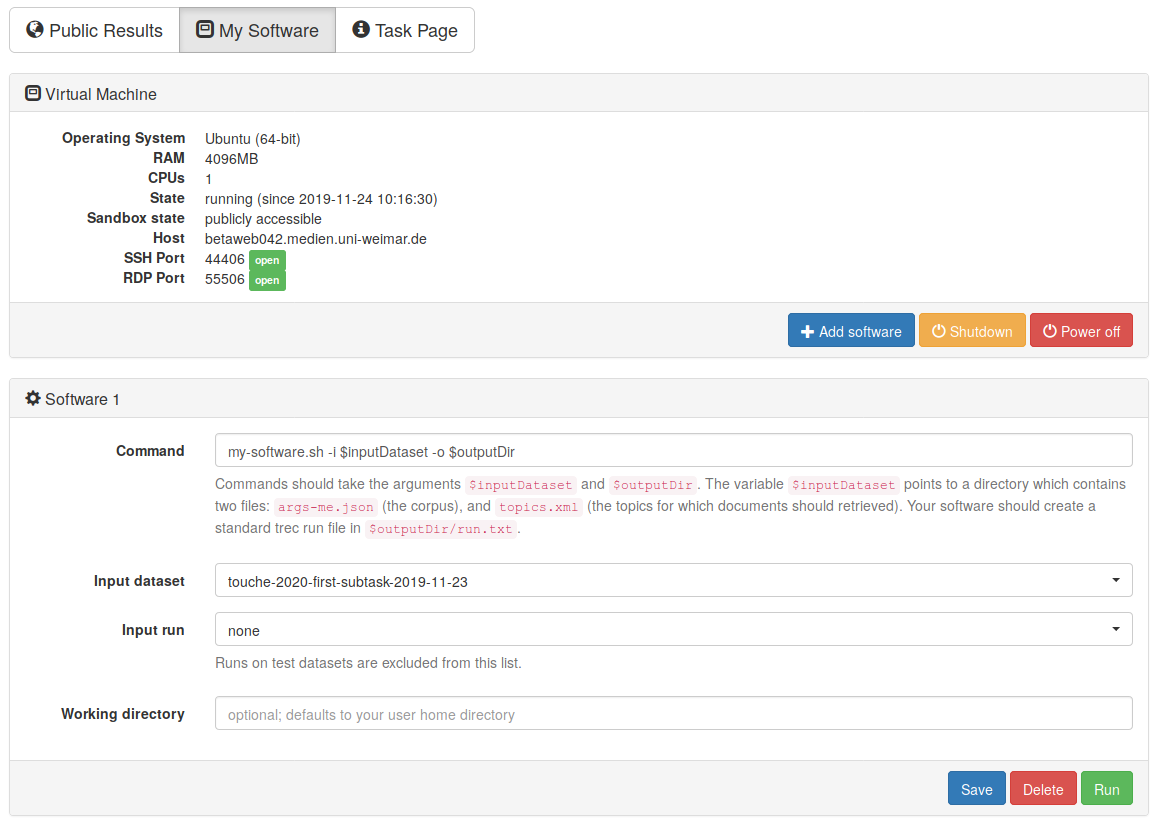 Public Results My Software Task Page
Virtual Machine
Operating System Ubuntu (64-bit)
RAM 4096MB
CPUs 1
State running (since 2019-11-24 10:16:30)
Sandbox state publicly accessible
Host betaweb042.medien.uni-weimar.de
SSH Port 44406 open
RDP Port 55506 open
Add software Shutdown Power off
Software 1
Command my-software.sh -i $inputDataset -o $outputDir
Commands should take the arguments $inputDataset and $outputDir. The variable $inputDataset points to a directory which contains
two files: args-me.json (the corpus), and topics.xml (the topics for which documents should retrieved). Your software should create a
standard trec run file in $outputDir/run.txt.
Input dataset touche-2020-first-subtask-2019-11-23
Input run none
Runs on test datasets are excluded from this list.
Working directory optional; defaults to your user home directory
Save Delete Run